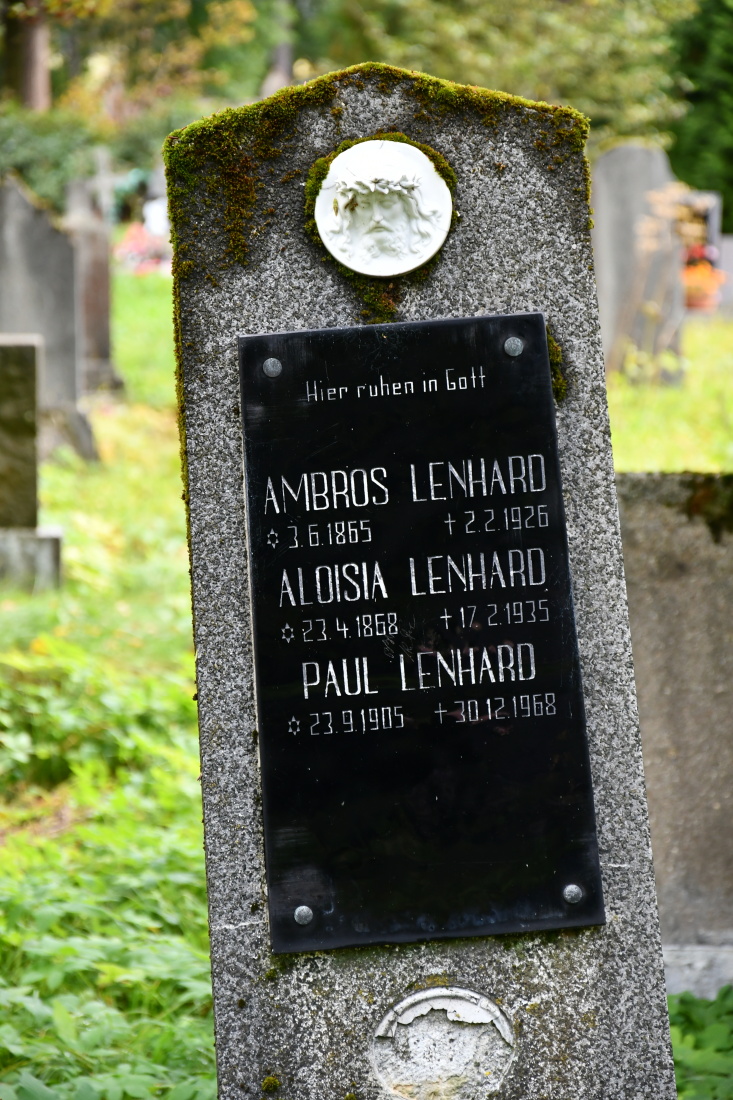 Hier ruhen in Gott
AMBROS LENHARD
✡ 3.6.1865 † 2.2.1926
ALOISIA LENHARD
✡ 23.4.1868 † 17.2.1935
PAUL LENHARD
✡ 23.9.1905 † 30.12.1968